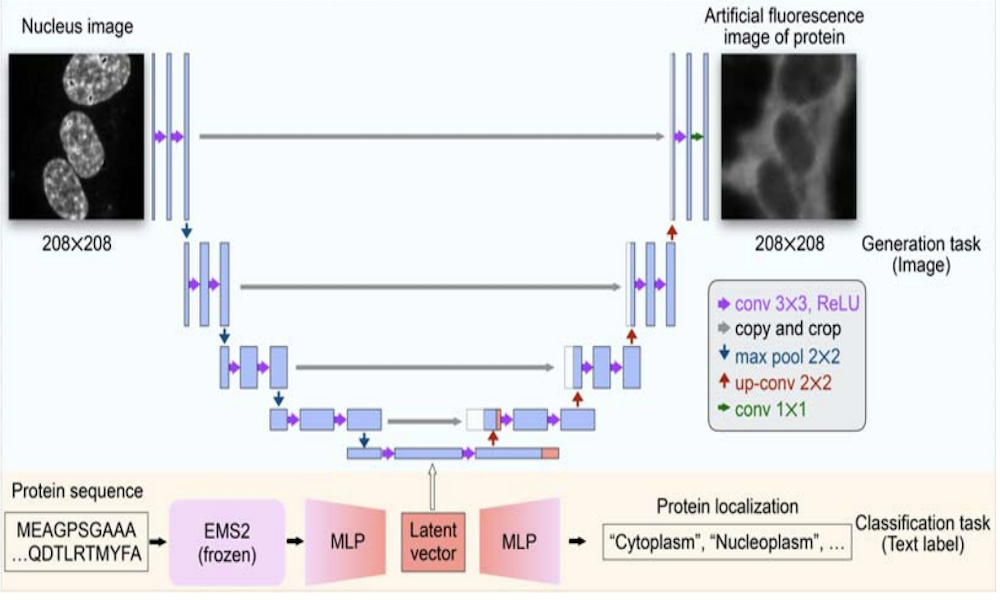 Nucleus image
Artificial fluorescence
image of protein
208×208
208×208
Generation task
(Image)
conv 3×3, ReLU
copy and crop
max pool 2×2
up-conv 2×2
conv 1×1
Protein sequence
MEAGPSGAAA
...QDTLRTMYFA
EMS2
(frozen)
MLP
Latent
vector
MLP
Protein localization
“Cytoplasm”, “Nucleoplasm”, ...
Classification task
(Text label)